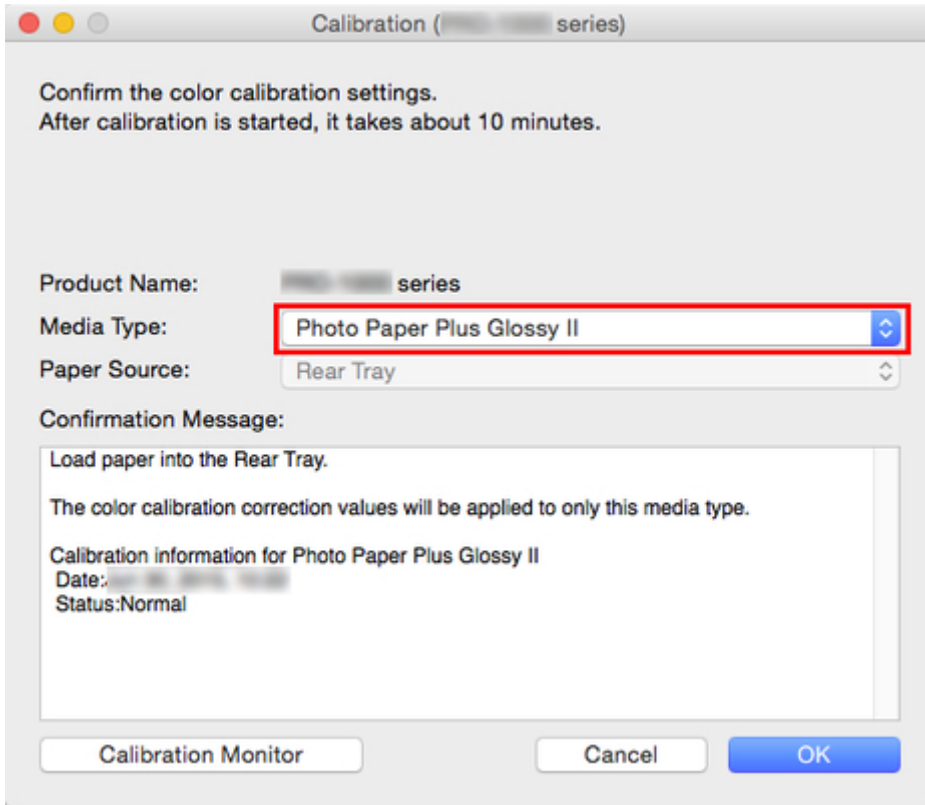 Calibration ( series)
Confirm the color calibration settings.
After calibration is started, it takes about 10 minutes.
Product Name: series
Media Type: Photo Paper Plus Glossy II
Paper Source: Rear Tray
Confirmation Message:
Load paper into the Rear Tray.
The color calibration correction values will be applied to only this media type.
Calibration information for Photo Paper Plus Glossy II
Date:
Status:Normal
Calibration Monitor Cancel OK